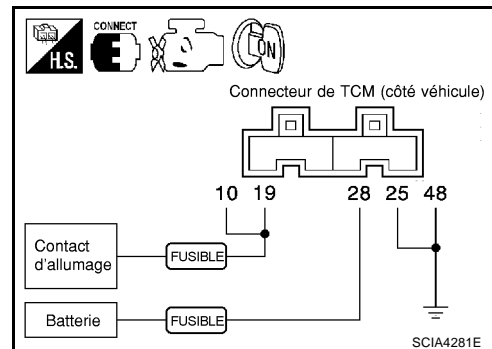 CONNECT
H.S.
ON
Connecteur de TCM (côté véhicule)
10 19 28 25 48
Contact
d'allumage
FUSIBLE
Batterie
FUSIBLE
SCIA4281E